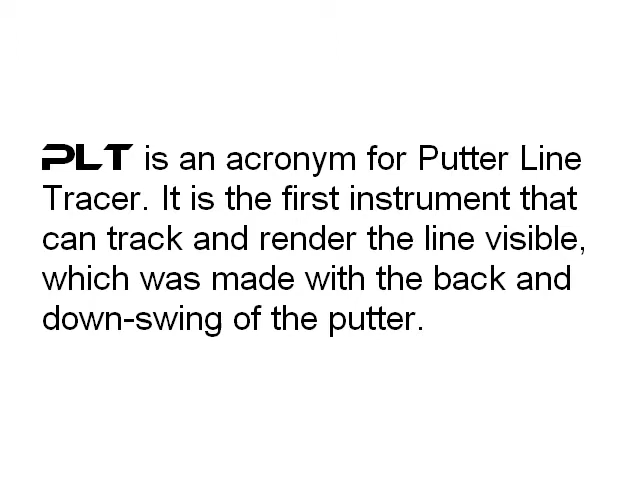 PLT is an acronym for Putter Line
Tracer. It is the first instrument that
can track and render the line visible,
which was made with the back and
down-swing of the putter.